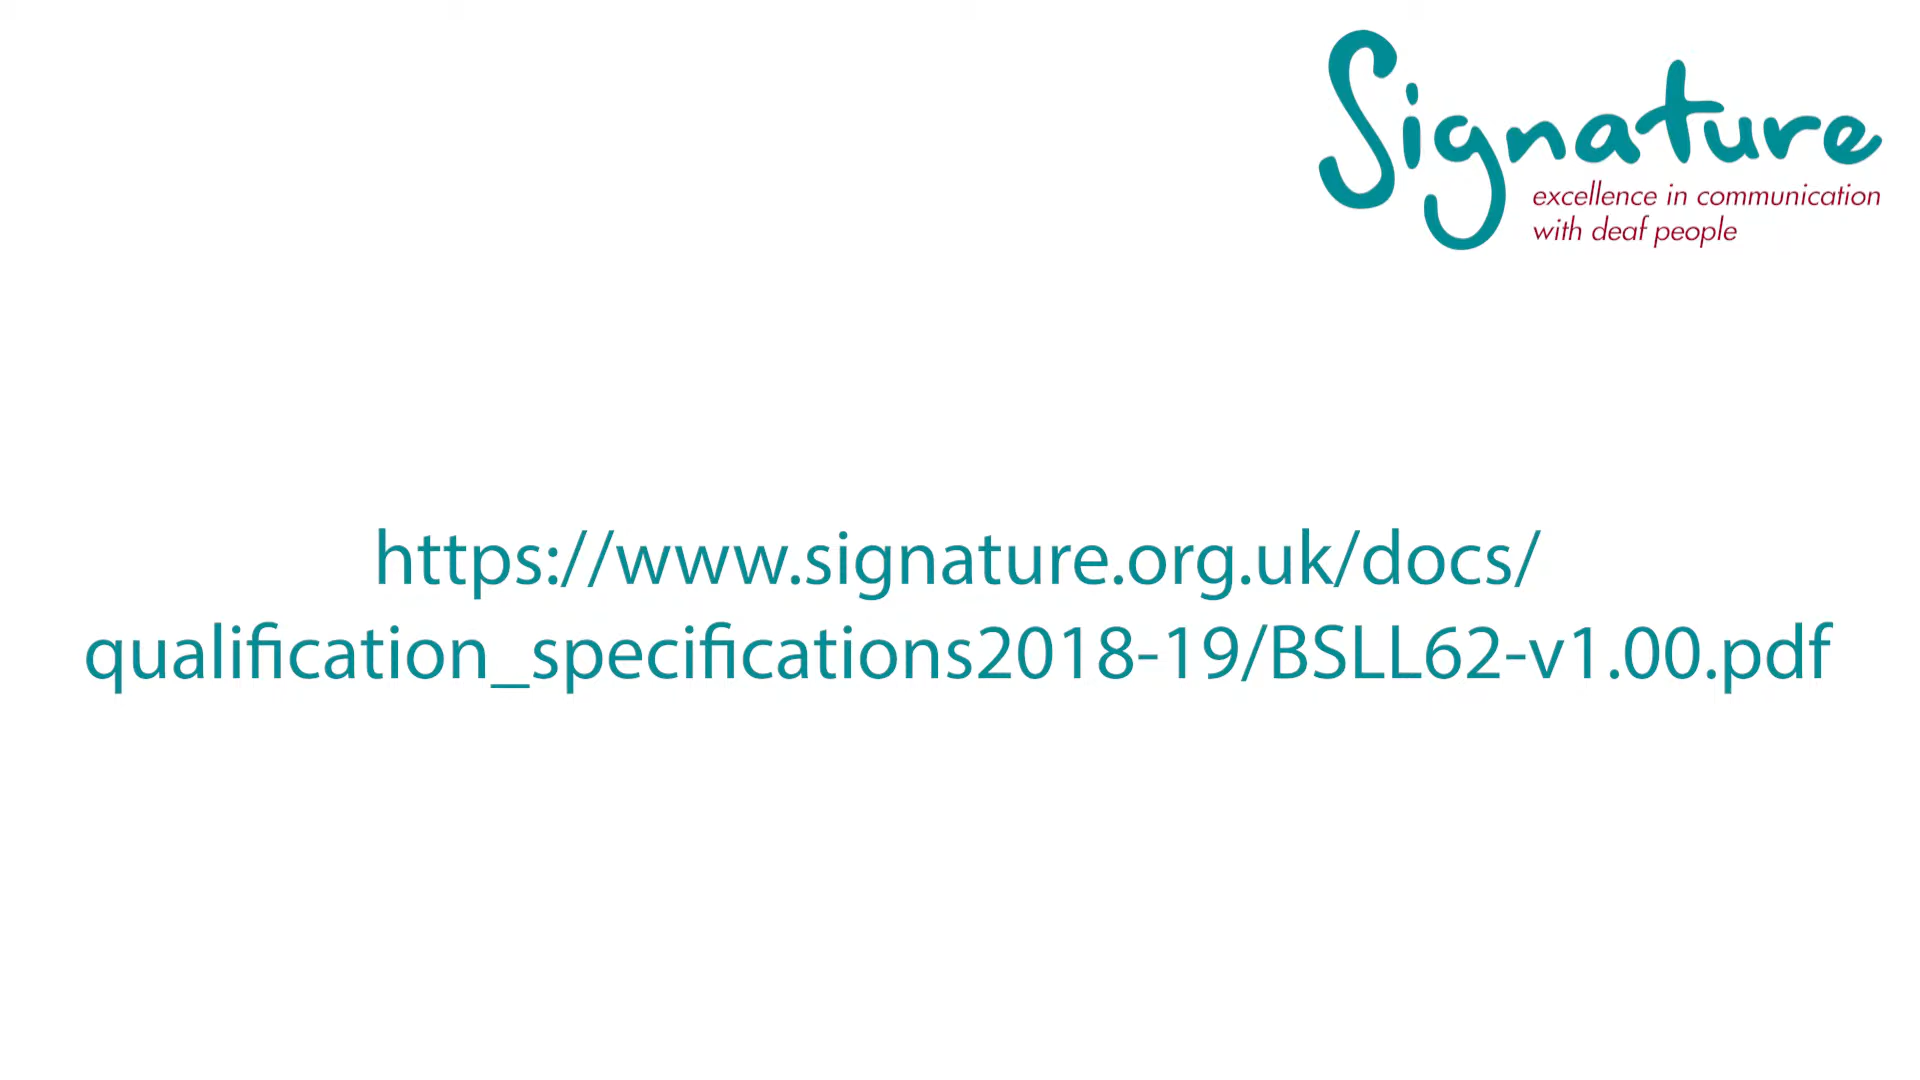 Signature
excellence in communication
with deaf people
https://www.signature.org.uk/docs/
qualification_specifications2018-19/BSLL62-v1.00.pdf